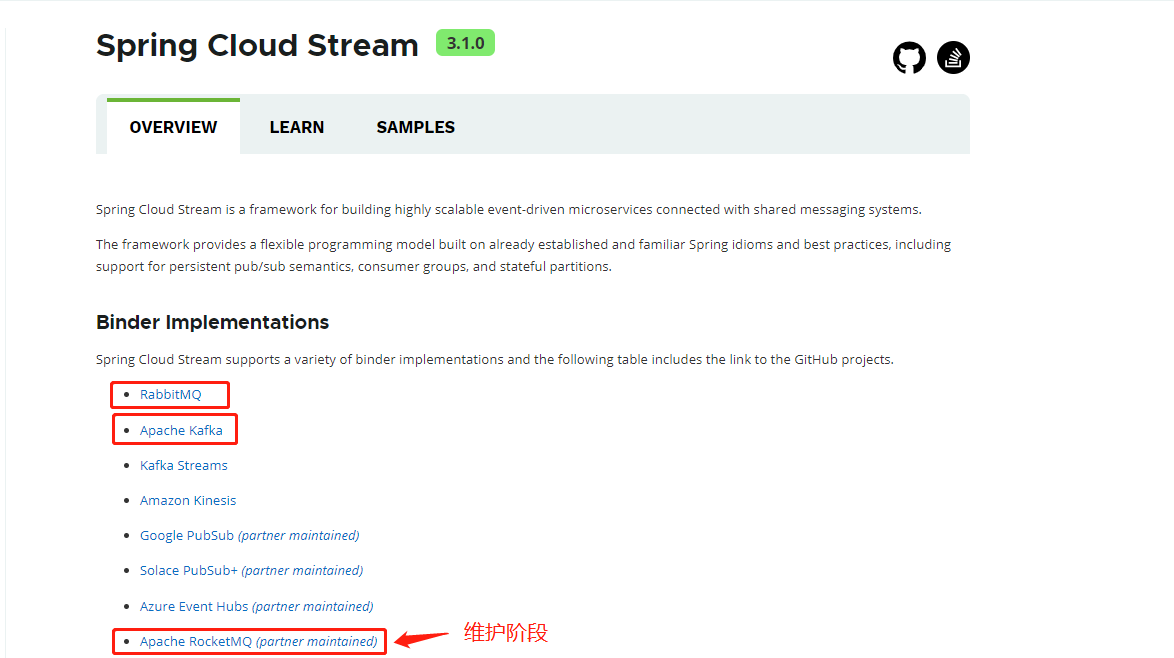 Spring Cloud Stream 3.1.0
OVERVIEW LEARN SAMPLES
Spring Cloud Stream is a framework for building highly scalable event-driven microservices connected with shared messaging systems.
The framework provides a flexible programming model built on already established and familiar Spring idioms and best practices, including
support for persistent pub/sub semantics, consumer groups, and stateful partitions.
Binder Implementations
Spring Cloud Stream supports a variety of binder implementations and the following table includes the link to the GitHub projects.
RabbitMQ
Apache Kafka
Kafka Streams
Amazon Kinesis
Google PubSub (partner maintained)
Solace PubSub+ (partner maintained)
Azure Event Hubs (partner maintained)
Apache RocketMQ (partner maintained) 维护阶段